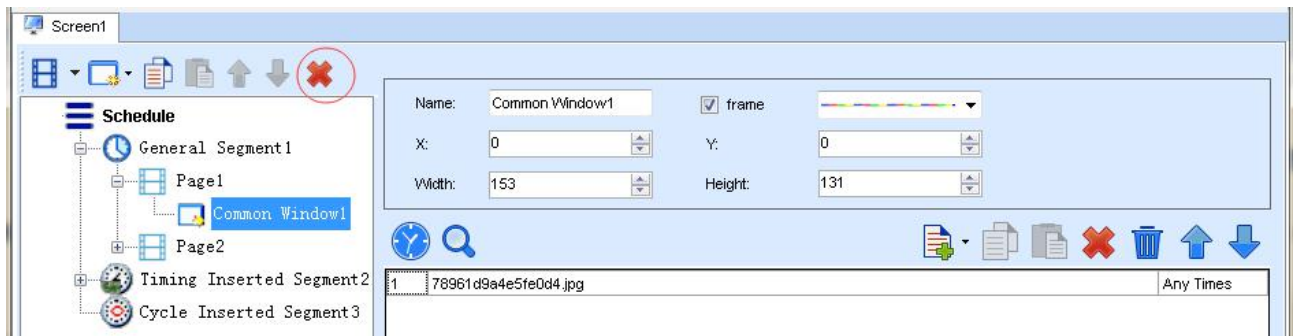 Screen1
Schedule
General Segment1
Page1
Common Window1
Page2
Timing Inserted Segment2
Cycle Inserted Segment3
Name: Common Window1 frame
X: 0 Y: 0
Width: 153 Height: 131
1 78961d9a4e5fe0d4.jpg Any Times